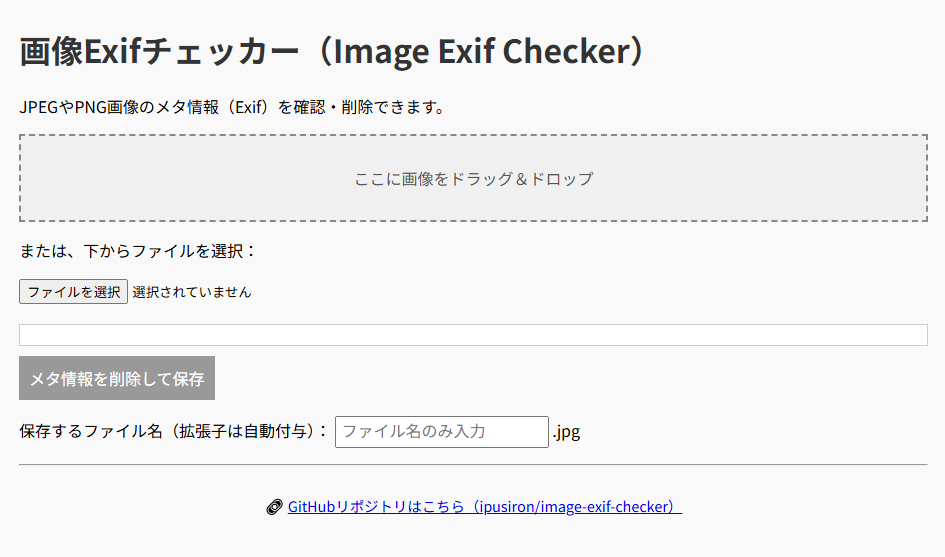 画像Exifチェッカー（Image Exif Checker）
JPEGやPNG画像のメタ情報（Exif）を確認・削除できます。
ここに画像をドラッグ＆ドロップ
または、下からファイルを選択：
ファイルを選択 選択されていません
メタ情報を削除して保存
保存するファイル名（拡張子は自動付与）： ファイル名のみ入力 .jpg
GitHubリポジトリはこちら（ipusiron/image-exif-checker）